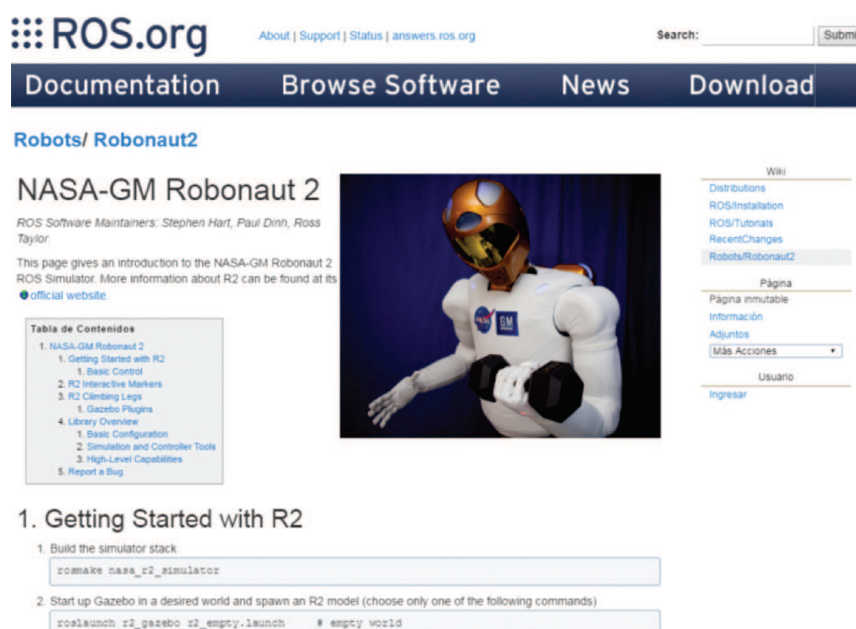 ROS.org
About | Support | Status | answers.ros.org
Search:
Submi
Documentation Browse Software News Download
Robots/ Robonaut2
NASA-GM Robonaut 2
ROS Software Maintainers: Stephen Hart, Paul Dinh, Ross
Taylor
This page gives an introduction to the NASA-GM Robonaut 2
ROS Simulator. More information about R2 can be found at its
official website.
Tabla de Contenidos
1. NASA-GM Robonaut 2
1. Getting Started with R2
1. Basic Control
2. R2 Interactive Markers
3. R2 Climbing Legs
1. Gazebo Plugins
4. Library Overview
1. Basic Configuration
2. Simulation and Controller Tools
3. High-Level Capabilities
5. Report a Bug
NASA
GM
Wiki
Distributions
ROS/Installation
ROS/Tutorials
RecentChanges
Robots/Robonaut2
Página
Página inmutable
Información
Adjuntos
Más Acciones
Usuario
Ingresar
1. Getting Started with R2
1. Build the simulator stack
rosmake nasa_r2_simulator
2. Start up Gazebo in a desired world and spawn an R2 model (choose only one of the following commands)
roslaunch r2_gazebo r2_empty.launch # empty world